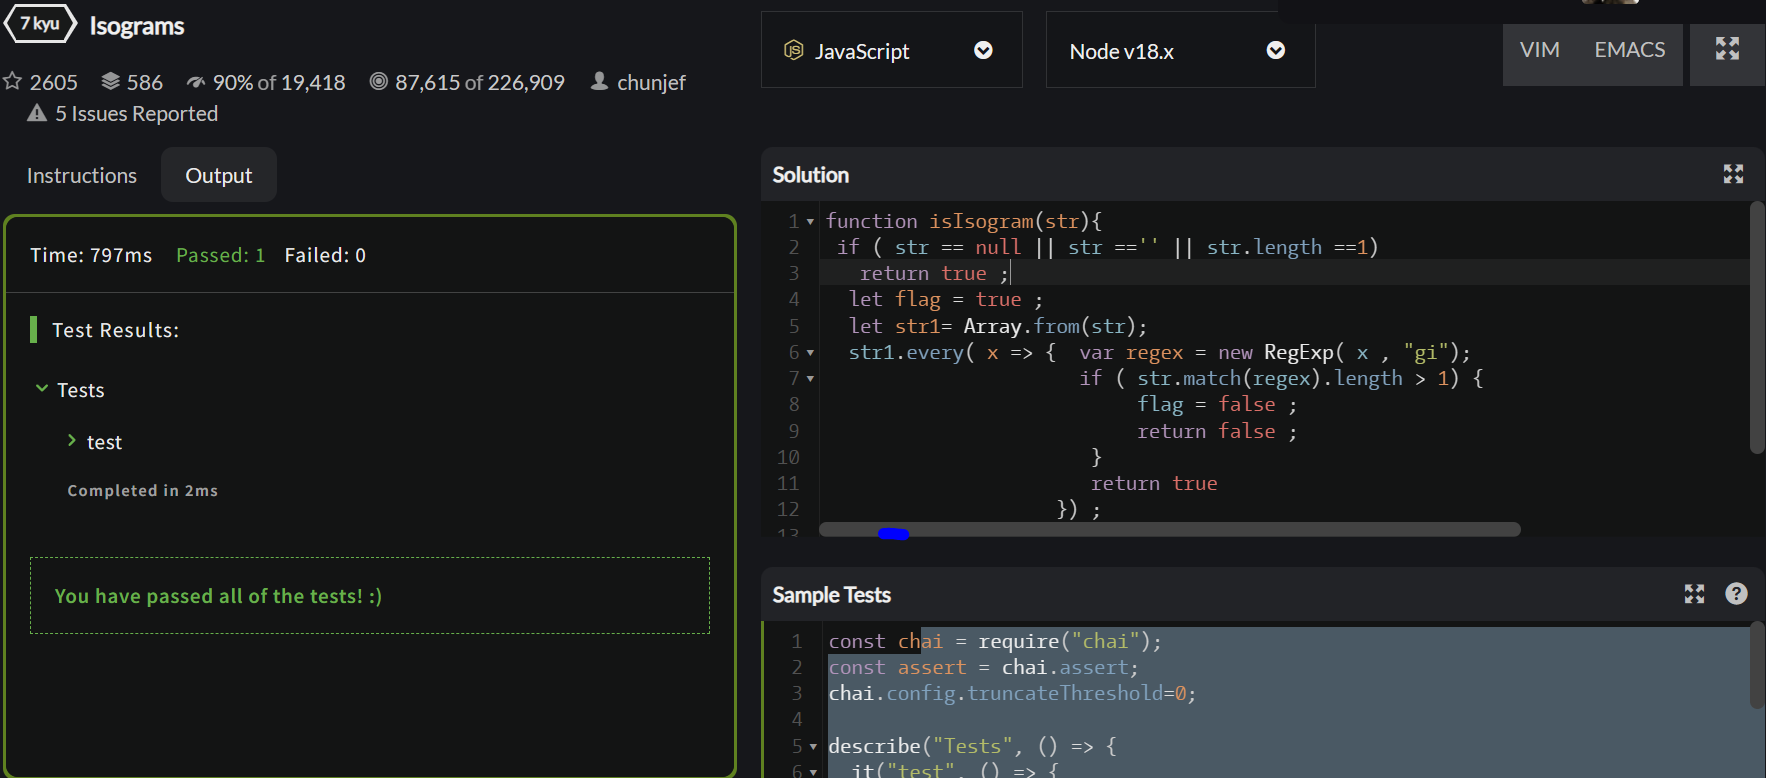 7 kyu Isograms
2605 586 90% of 19,418 87,615 of 226,909 chunjef
5 Issues Reported
Instructions Output
Time: 797ms Passed: 1 Failed: 0
Test Results:
Tests
test
Completed in 2ms
You have passed all of the tests! :)
JS JavaScript Node v18.x VIM EMACS
Solution
1 function isIsogram(str){
2 if ( str == null || str =='' || str.length ==1)
3 return true ;
4 let flag = true ;
5 let str1= Array.from(str);
6 str1.every( x => { var regex = new RegExp( x , "gi");
7 if ( str.match(regex).length > 1) {
8 flag = false ;
9 return false ;
10 }
11 return true
12 }) ;
13
Sample Tests
?
1 const chai = require("chai");
2 const assert = chai.assert;
3 chai.config.truncateThreshold=0;
4
5 describe("Tests", () => {
6 it("test", () => {